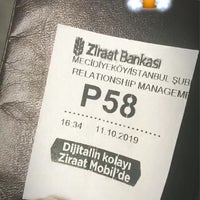 Ziraat Bankası
MECİDİYEKÖY/İSTANBUL ŞUB
RELATIONSHIP MANAGEME
P58
16:34 11.10.2019
Dijitalin kolayı
Ziraat Mobil'de